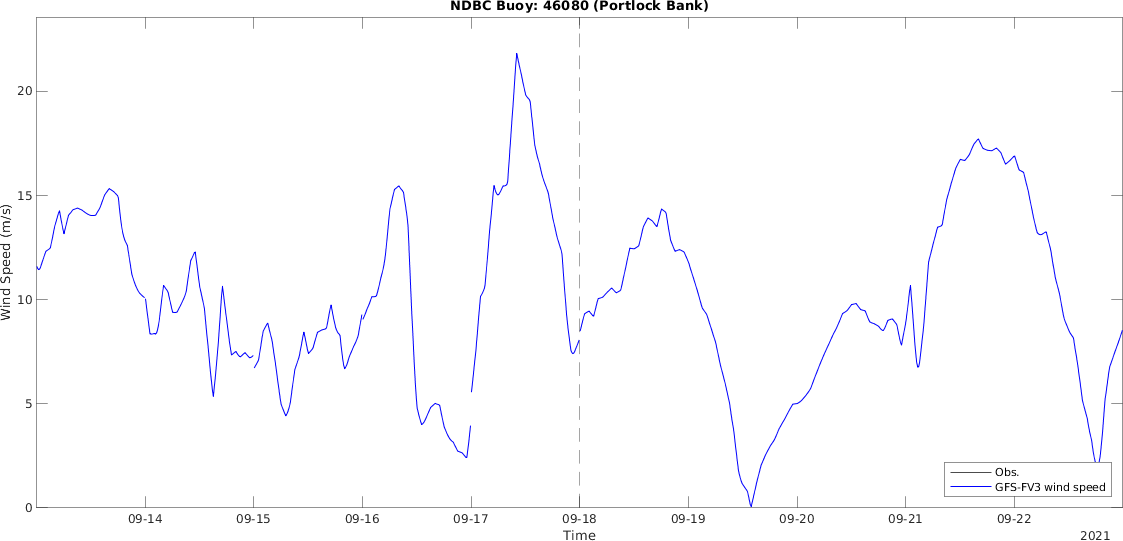 NDBC Buoy: 46080 (Portlock Bank)
Wind Speed (m/s)
20
15
10
5
0
09-14 09-15 09-16 09-17 09-18 09-19 09-20 09-21 09-22
Time
2021
Obs.
GFS-FV3 wind speed